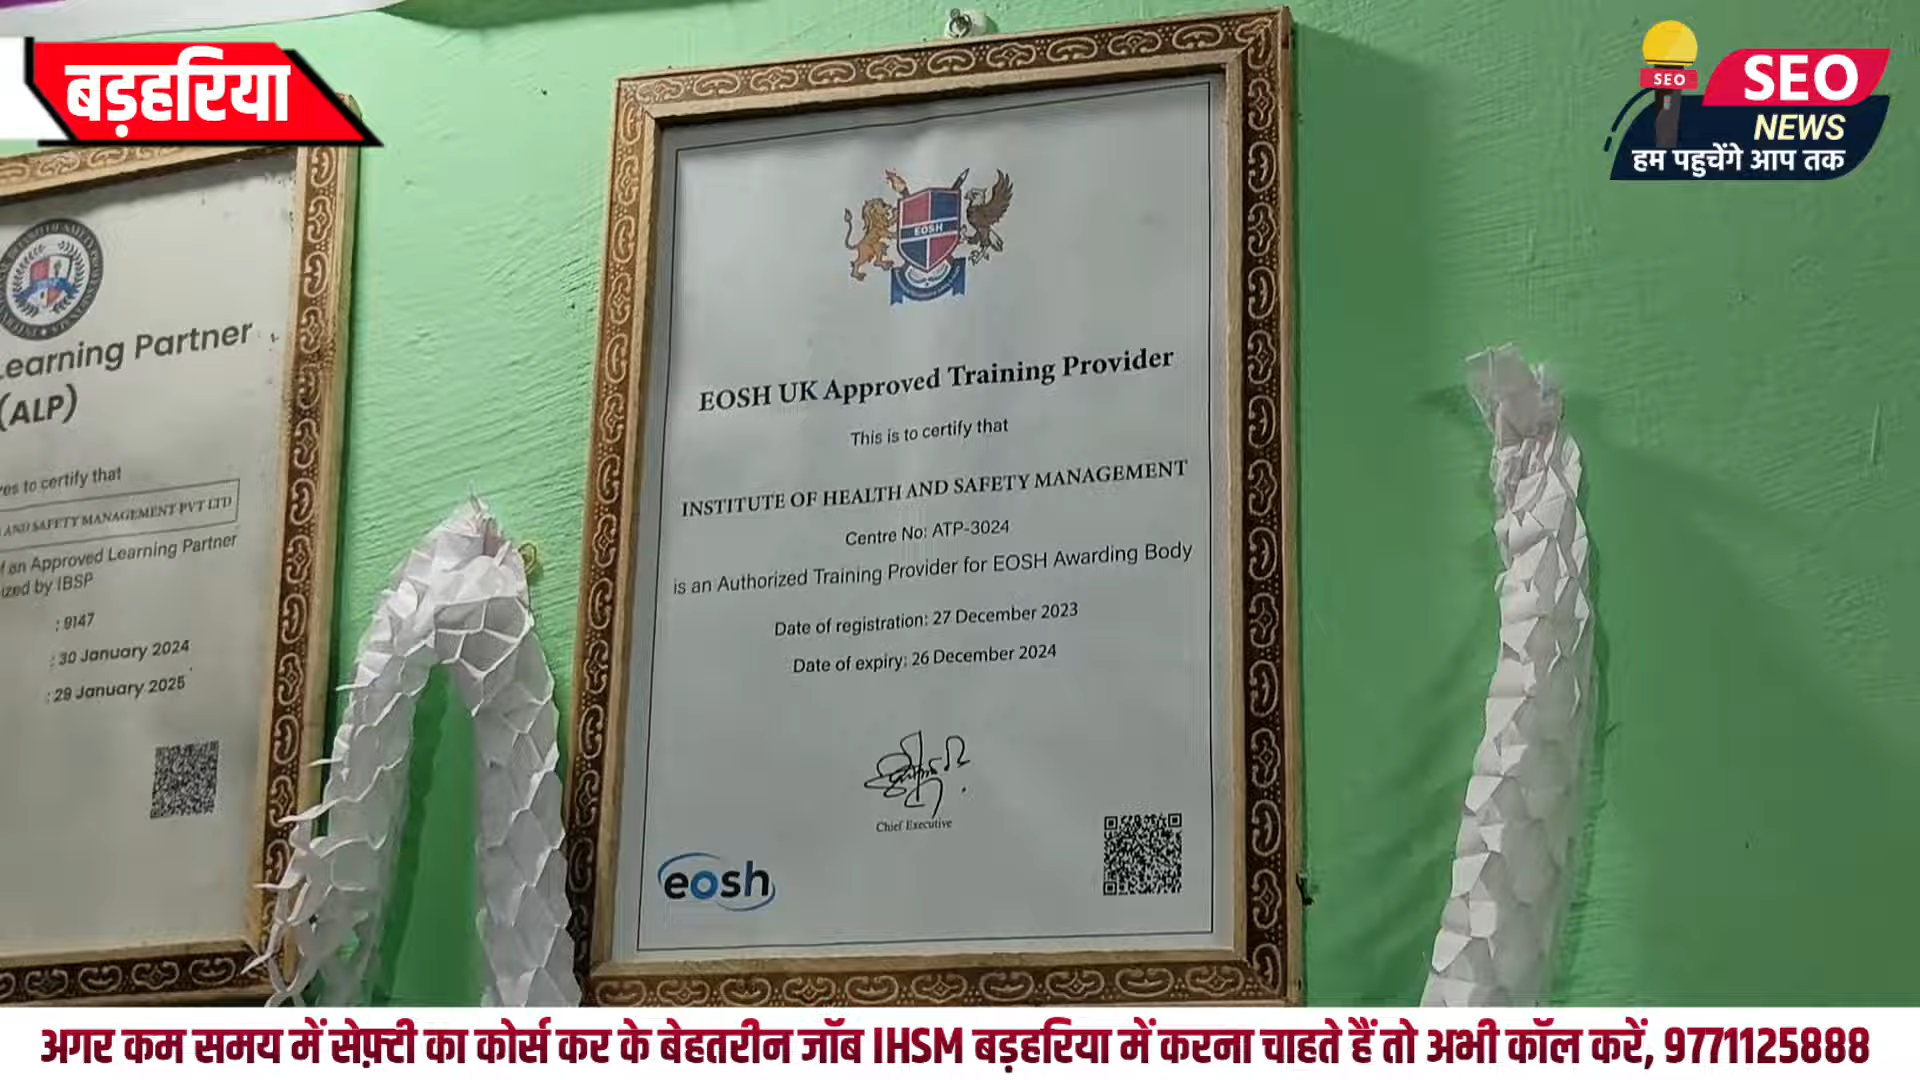 बड़हरिया
SEO
SEO
NEWS
हम पहुचेंगे आप तक
Learning Partner
(ALP)
to certify that
AND SAFETY MANAGEMENT PVT LTD
an Approved Learning Partner
by IBSP
: 9147
: 30 January 2024
: 29 January 2025
EOSH
EOSH UK Approved Training Provider
This is to certify that
INSTITUTE OF HEALTH AND SAFETY MANAGEMENT
Centre No: ATP-3024
is an Authorized Training Provider for EOSH Awarding Body
Date of registration: 27 December 2023
Date of expiry: 26 December 2024
Chief Executive
eosh
अगर कम समय में सेफ़्टी का कोर्स कर के बेहतरीन जॉब IHSM बड़हरिया में करना चाहते हैं तो अभी कॉल करें, 9771125888